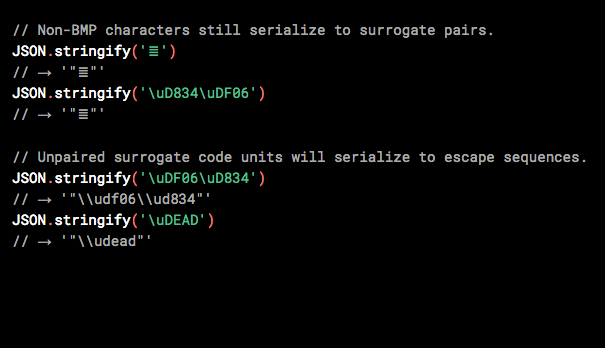 // Non-BMP characters still serialize to surrogate pairs.
JSON.stringify('𝌆')
// → '"𝌆"'
JSON.stringify('\uD834\uDF06')
// → '"𝌆"'
// Unpaired surrogate code units will serialize to escape sequences.
JSON.stringify('\uDF06\uD834')
// → '"\\udf06\\ud834"'
JSON.stringify('\uDEAD')
// → '"\\udead"'